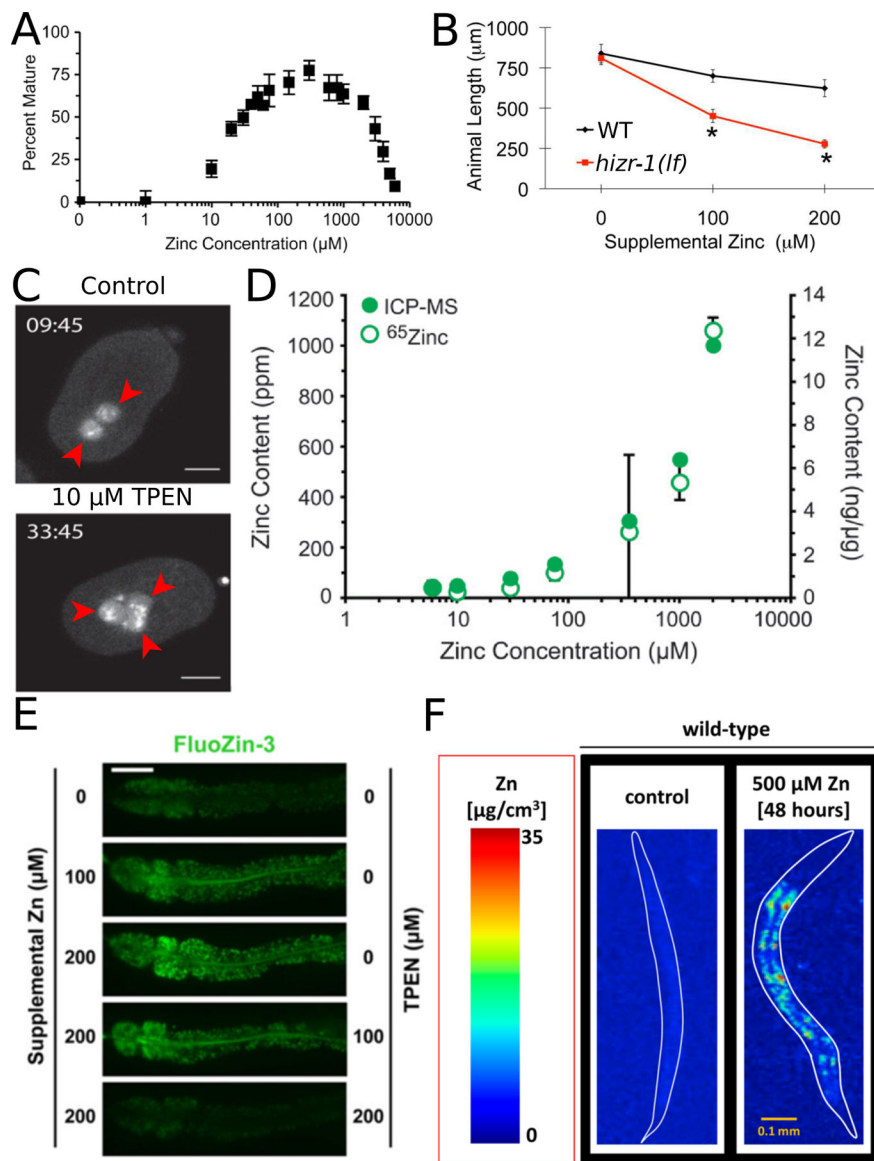 A
Percent Mature
100
75
50
25
0
0
1
10
100
1000
10000
Zinc Concentration (µM)
B
Animal Length (µm)
1000
750
500
250
0
WT
hizr-1(lf)
*
*
0
100
200
Supplemental Zinc (µM)
C
Control
09:45
10 µM TPEN
33:45
D
Zinc Content (ppm)
1200
1000
800
600
400
200
0
ICP-MS
65Zinc
14
12
10
8
6
4
2
0
Zinc Content (ng/µg)
1
10
100
1000
10000
Zinc Concentration (µM)
E
FluoZin-3
Supplemental Zn (µM)
0
100
200
200
200
0
0
0
100
200
TPEN (µM)
F
wild-type
Zn
[µg/cm³]
35
0
control
500 µM Zn
[48 hours]
0.1 mm